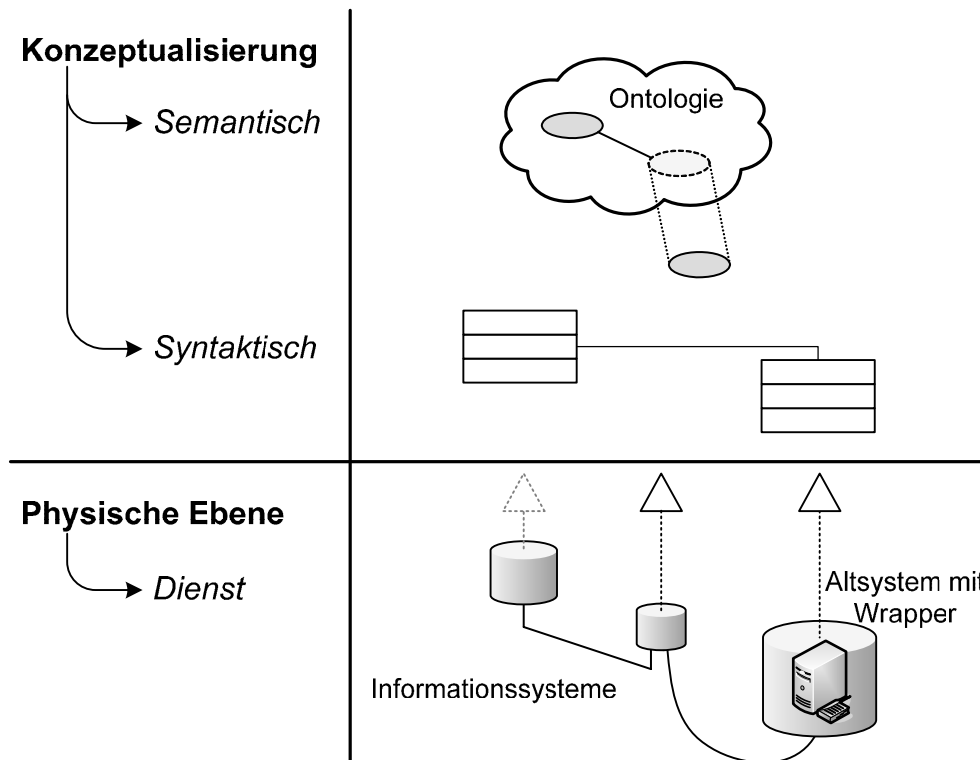 Konzeptualisierung
Semantisch
Ontologie
Syntaktisch
Physische Ebene
Dienst
Altsystem mit
Wrapper
Informationssysteme